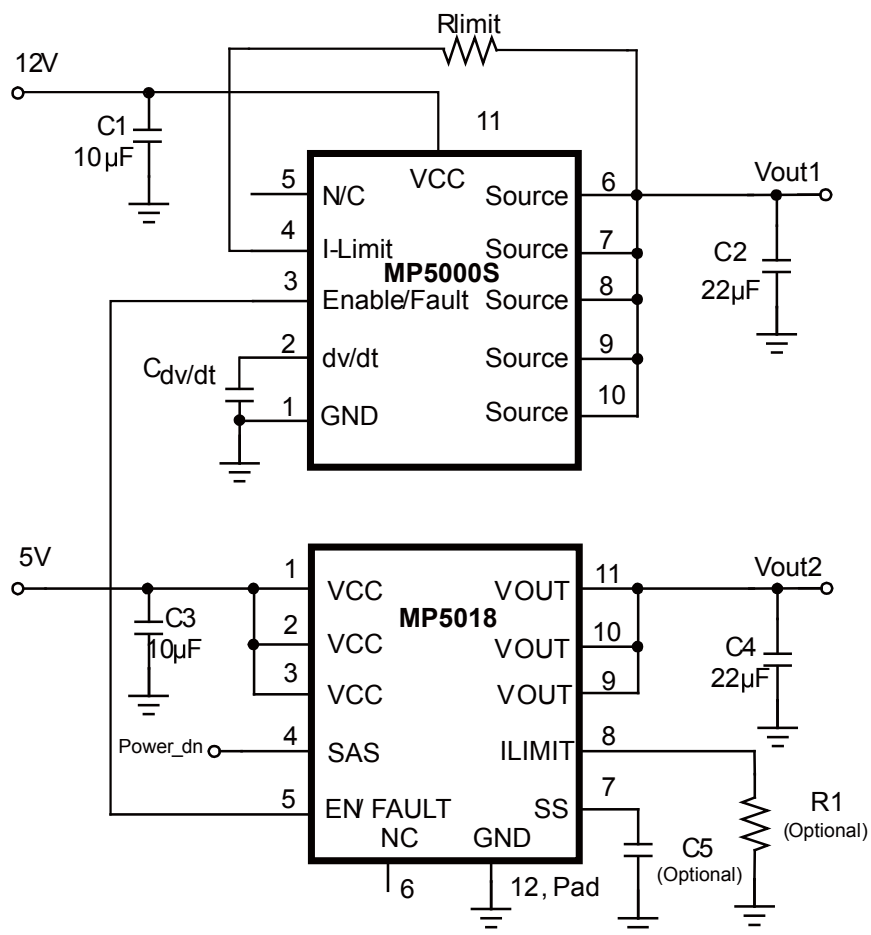 Rlimit
12V
11
C1
10µF
VCC
5
N/C
Source
6
Vout1
4
I-Limit
Source
7
C2
22µF
MP5000S
3
Enable/Fault
Source
8
2
dv/dt
Source
9
Cdv/dt
1
GND
Source
10
5V
1
VCC
VOUT
11
Vout2
MP5018
C3
10µF
2
VCC
VOUT
10
C4
22µF
3
VCC
VOUT
9
Power_dn
4
SAS
ILIMIT
8
5
EN/ FAULT
SS
7
R1
(Optional)
NC
GND
C5
(Optional)
6
12, Pad